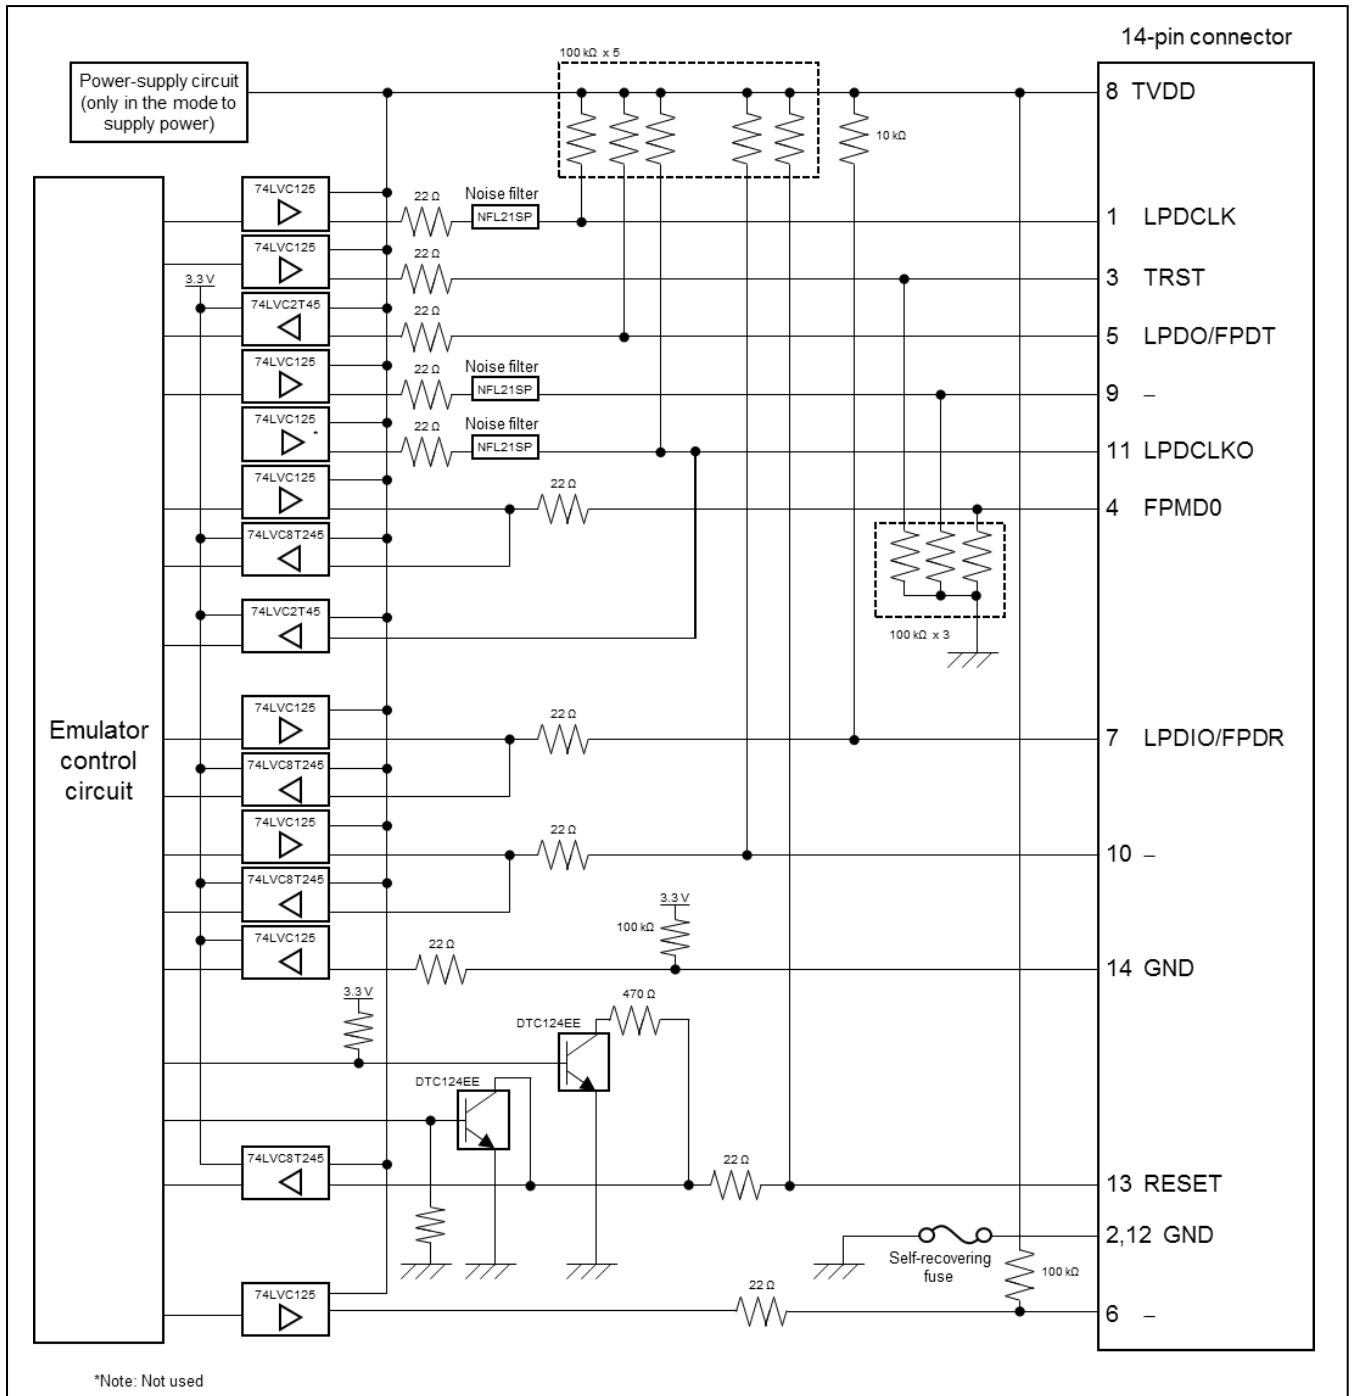 14-pin connector
100 kΩ x 5
Power-supply circuit
(only in the mode to
supply power)
8 TVDD
10 kΩ
74LVC125
22 Ω
Noise filter
NFL21SP
1 LPDCLK
74LVC125
22 Ω
3 TRST
3.3 V
74LVC2T45
22 Ω
5 LPDO/FPDT
74LVC125
22 Ω
Noise filter
NFL21SP
9 –
74LVC125
*
22 Ω
Noise filter
NFL21SP
11 LPDCLKO
74LVC125
22 Ω
4 FPMD0
74LVC8T245
74LVC2T45
100 kΩ x 3
Emulator
control
circuit
74LVC125
22 Ω
7 LPDIO/FPDR
74LVC8T245
74LVC125
22 Ω
10 –
74LVC8T245
3.3 V
100 kΩ
74LVC125
22 Ω
14 GND
3.3 V
470 Ω
DTC124EE
DTC124EE
74LVC8T245
22 Ω
13 RESET
2,12 GND
Self-recovering
fuse
100 kΩ
74LVC125
22 Ω
6 –
*Note: Not used